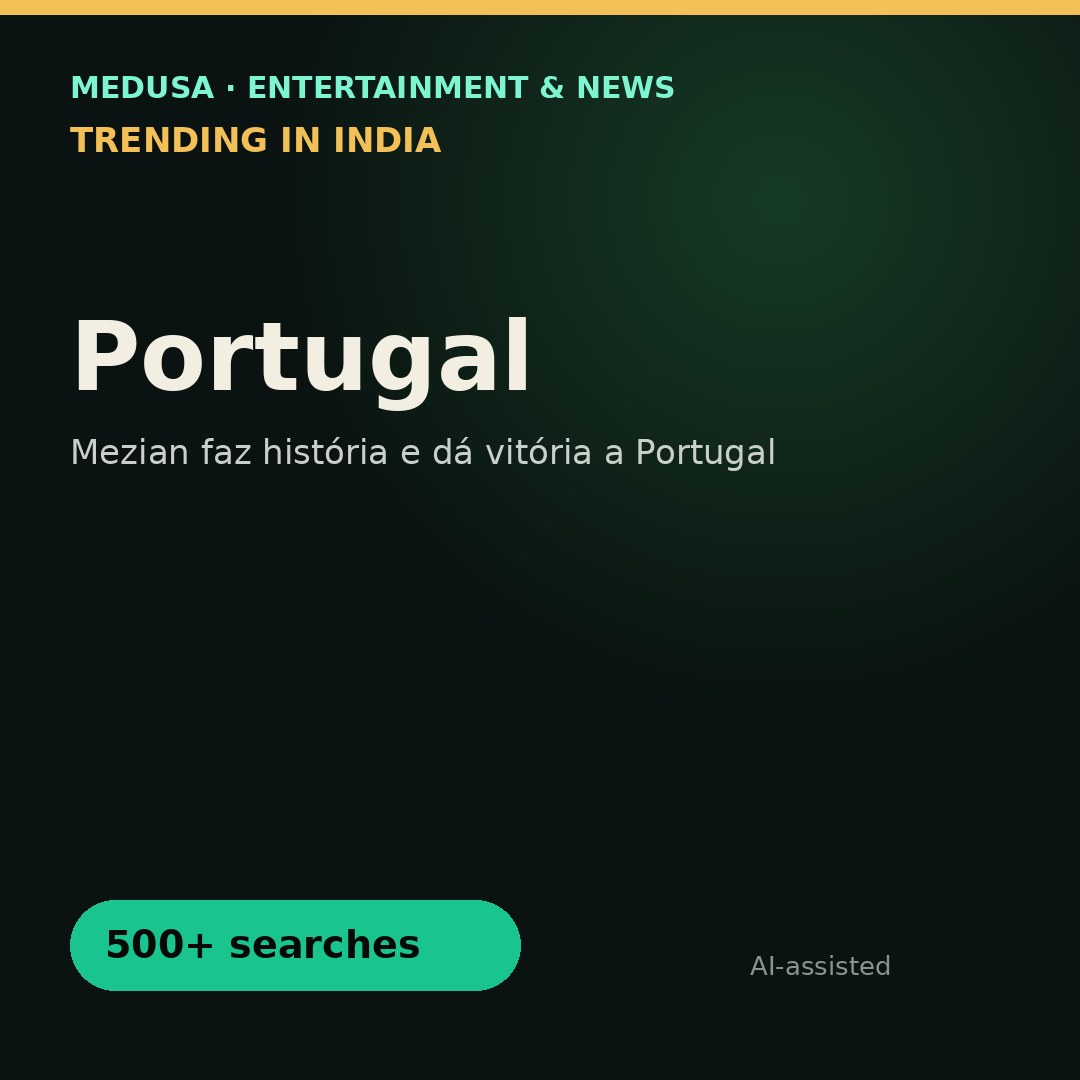 MEDUSA · ENTERTAINMENT & NEWS
TRENDING IN INDIA
Portugal
Mezian faz história e dá vitória a Portugal
500+ searches
AI-assisted